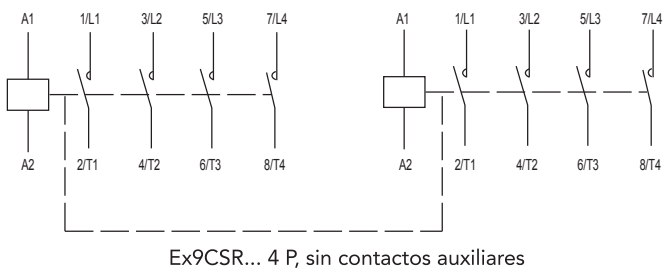 A1 1/L1 3/L2 5/L3 7/L4 A1 1/L1 3/L2 5/L3 7/L4
A2 2/T1 4/T2 6/T3 8/T4 A2 2/T1 4/T2 6/T3 8/T4
Ex9CSR... 4 P, sin contactos auxiliares